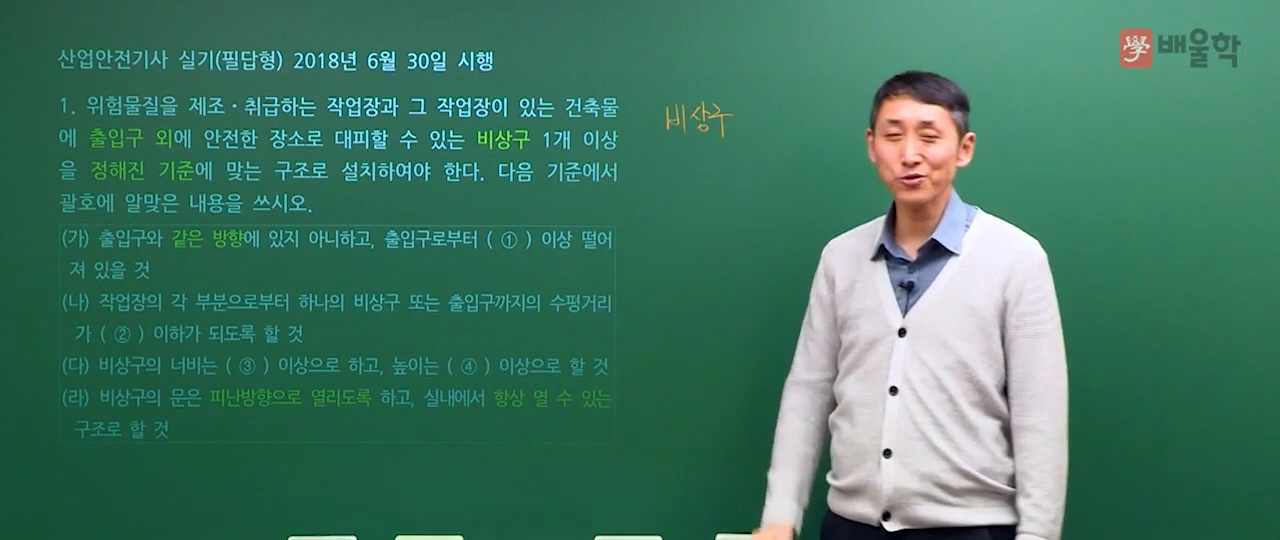 산업안전기사 실기(필답형) 2018년 6월 30일 시행
學 배울학
1. 위험물질을 제조·취급하는 작업장과 그 작업장이 있는 건축물
에 출입구 외에 안전한 장소로 대피할 수 있는 비상구 1개 이상
을 정해진 기준에 맞는 구조로 설치하여야 한다. 다음 기준에서
괄호에 알맞은 내용을 쓰시오.
비상구
(가) 출입구와 같은 방향에 있지 아니하고, 출입구로부터 ( ① ) 이상 떨어
져 있을 것
(나) 작업장의 각 부분으로부터 하나의 비상구 또는 출입구까지의 수평거리
가 ( ② ) 이하가 되도록 할 것
(다) 비상구의 너비는 ( ③ ) 이상으로 하고, 높이는 ( ④ ) 이상으로 할 것
(라) 비상구의 문은 피난방향으로 열리도록 하고, 실내에서 항상 열 수 있는
구조로 할 것